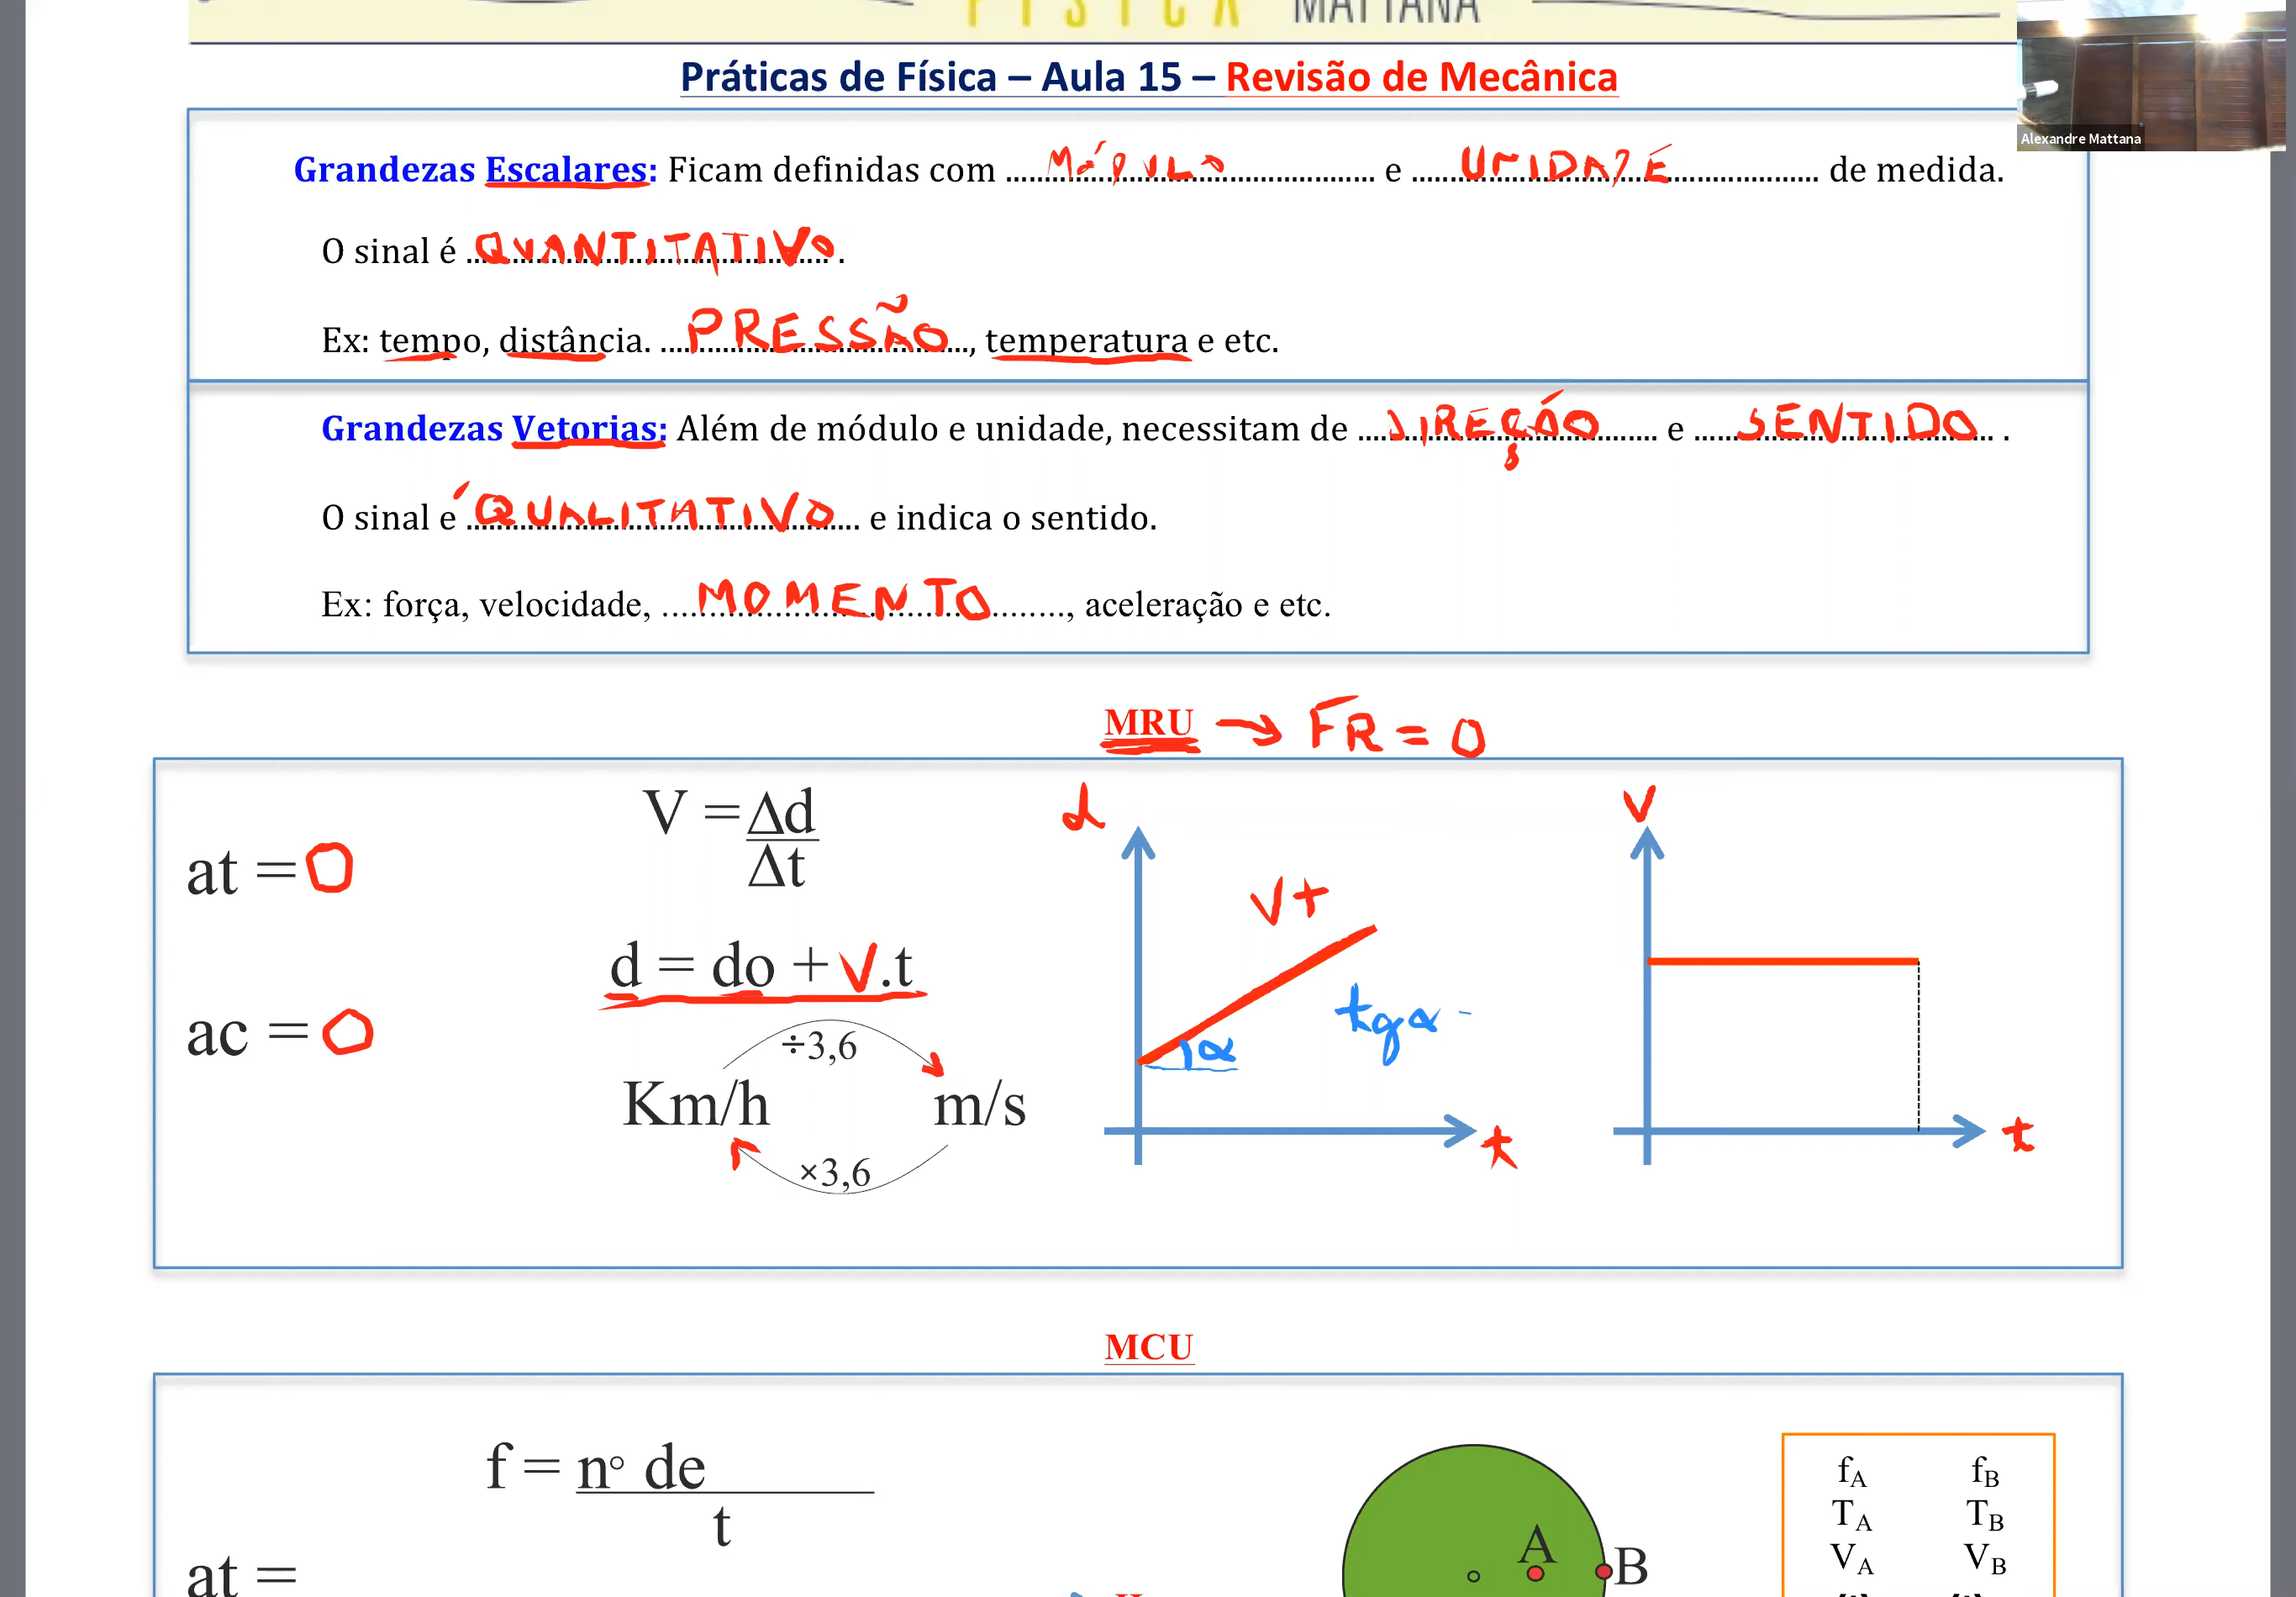 FÍSICA MATTANA
Alexandre Mattana
Práticas de Física – Aula 15 – Revisão de Mecânica
Grandezas Escalares: Ficam definidas com MÓDULO e UNIDADE de medida.
O sinal é QUANTITATIVO.
Ex: tempo, distância. PRESSÃO, temperatura e etc.
Grandezas Vetorias: Além de módulo e unidade, necessitam de DIREÇÃO e SENTIDO.
O sinal é QUALITATIVO e indica o sentido.
Ex: força, velocidade, MOMENTO, aceleração e etc.
MRU → FR = 0
at = 0
ac = 0
V = Δd
Δt
d = do + V.t
÷3,6
Km/h m/s
×3,6
d
V+
tgα -
α
t
V
t
MCU
f = n° de
t
at =
A
B
fA fB
TA TB
VA VB